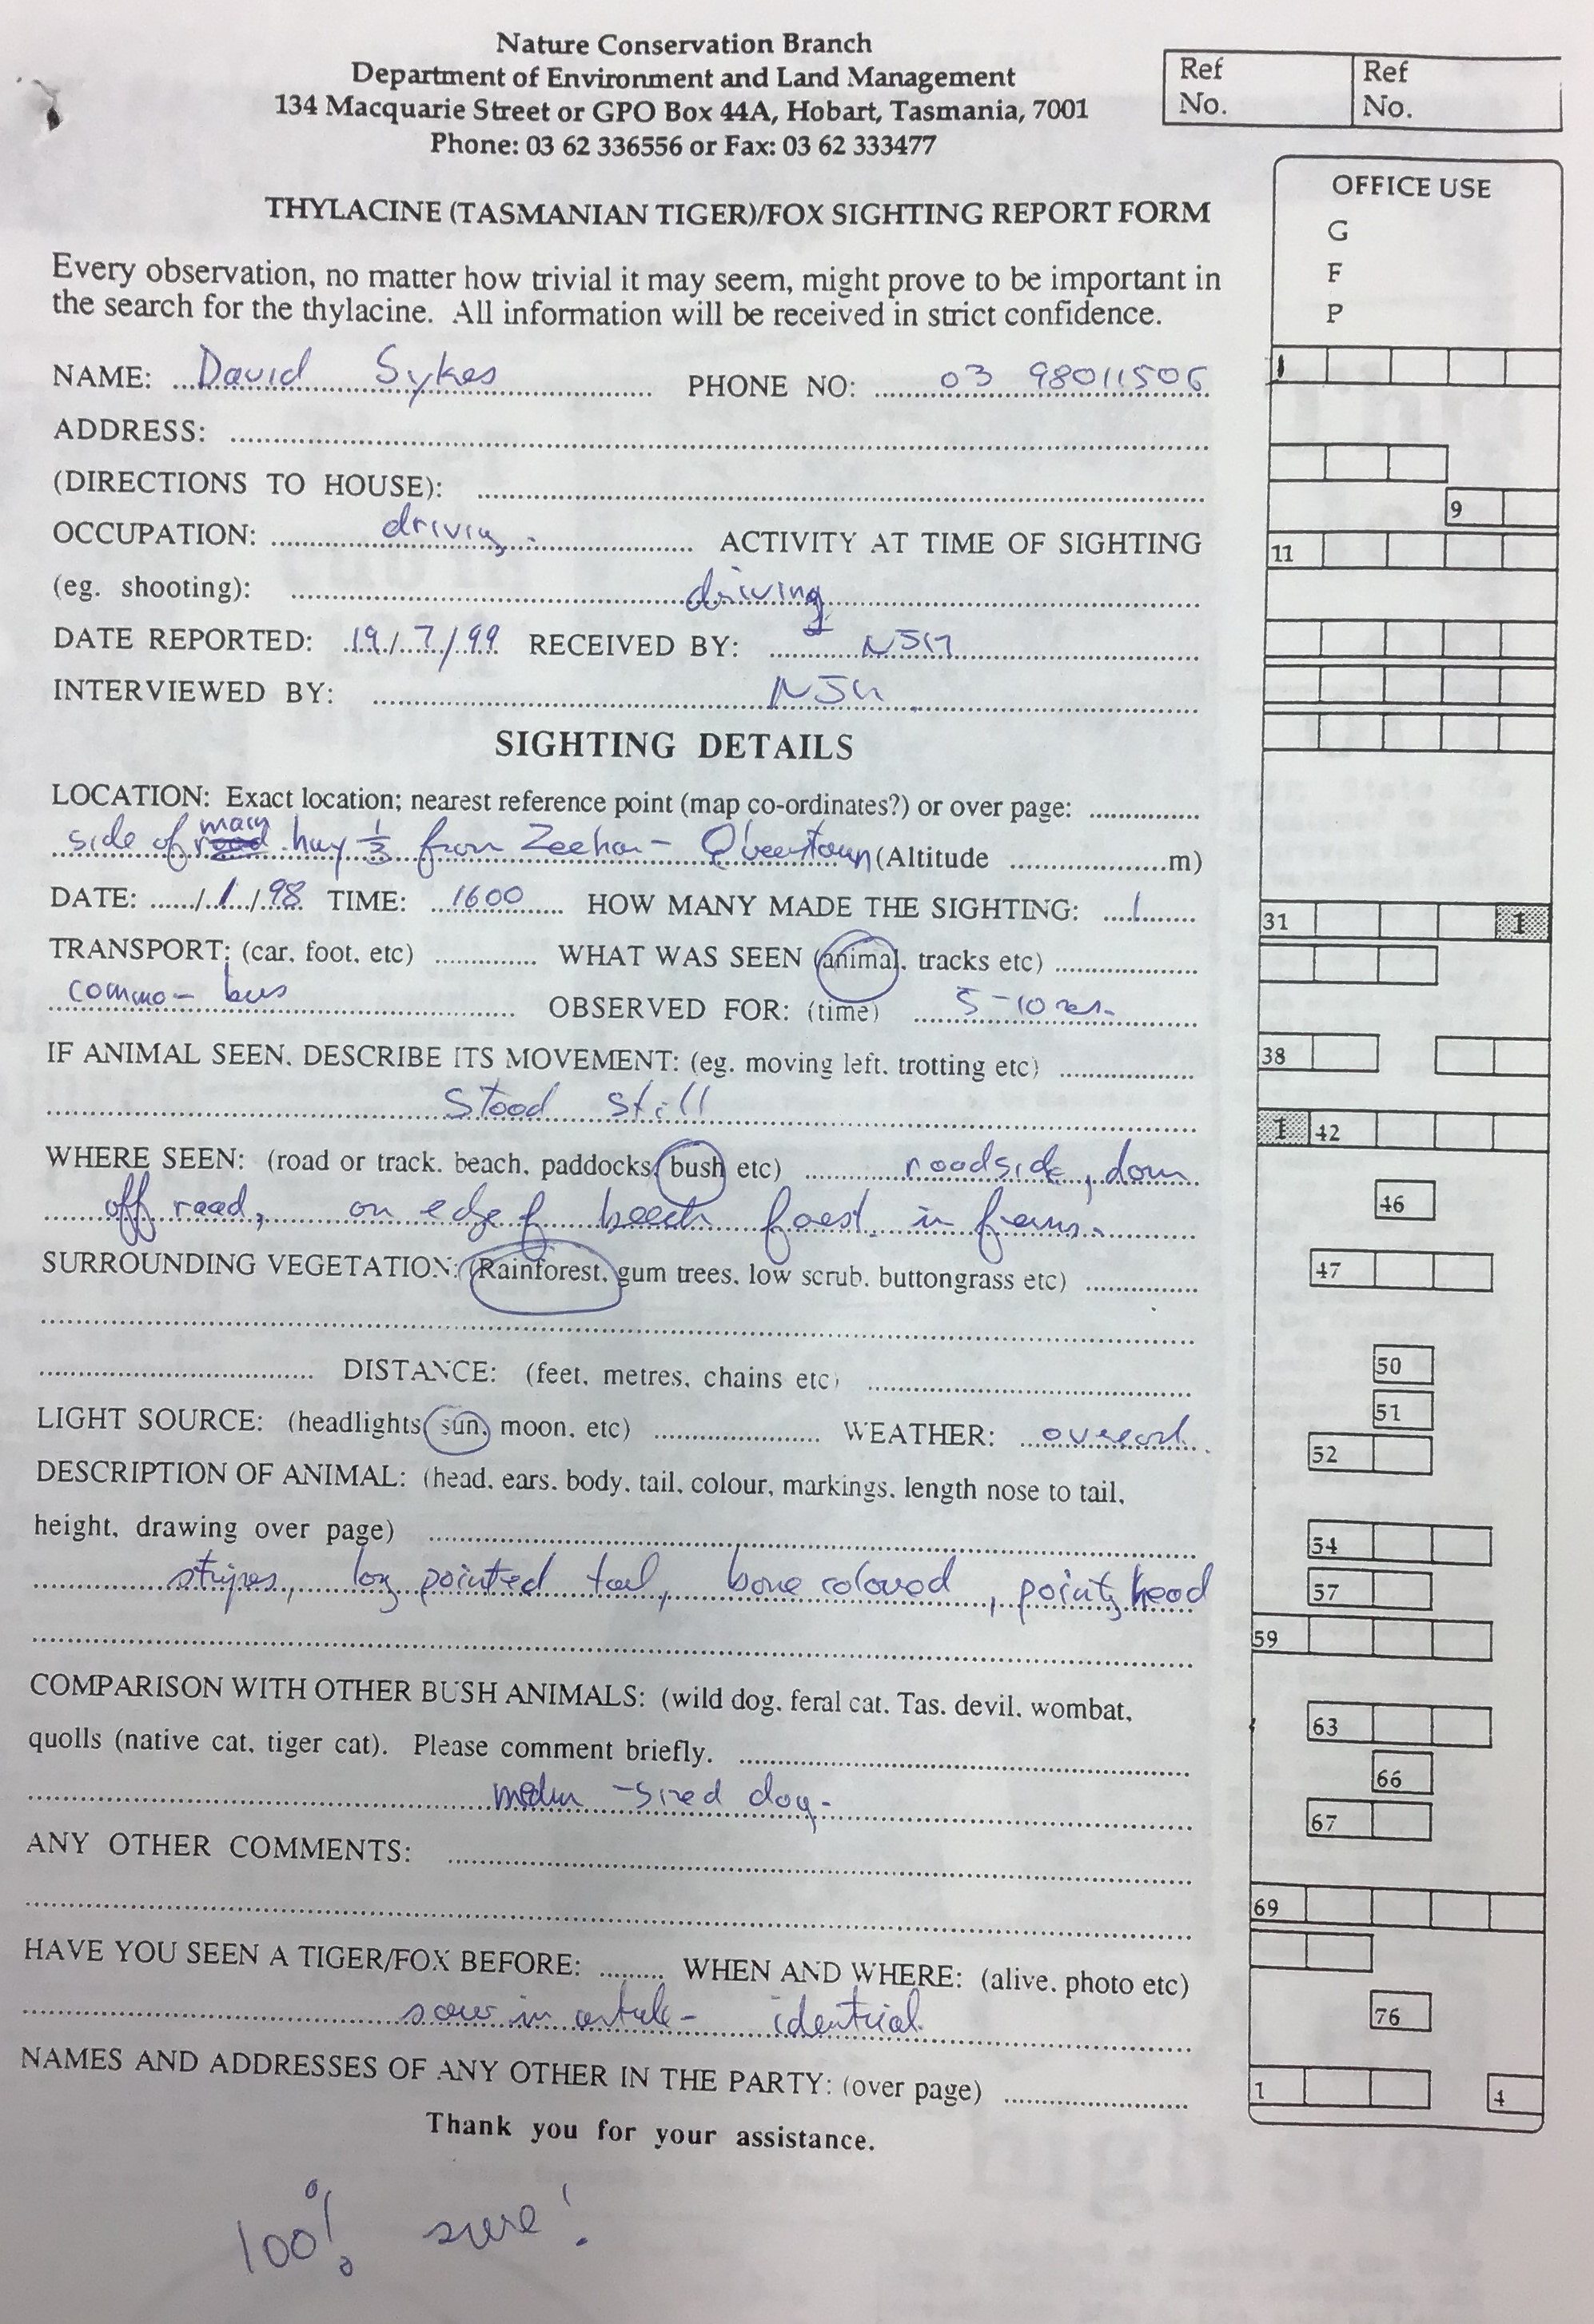 Nature Conservation Branch
Department of Environment and Land Management
134 Macquarie Street or GPO Box 44A, Hobart, Tasmania, 7001
Phone: 03 62 336556 or Fax: 03 62 333477
Ref No. Ref No.
OFFICE USE
G
F
P
THYLACINE (TASMANIAN TIGER)/FOX SIGHTING REPORT FORM
Every observation, no matter how trivial it may seem, might prove to be important in
the search for the thylacine. All information will be received in strict confidence.
NAME: David Sykes PHONE NO: 03 98011506
ADDRESS:
(DIRECTIONS TO HOUSE):
9
OCCUPATION: driving ACTIVITY AT TIME OF SIGHTING
11
(eg. shooting): driving
DATE REPORTED: 19/7/99 RECEIVED BY:
INTERVIEWED BY:
SIGHTING DETAILS
LOCATION: Exact location; nearest reference point (map co-ordinates?) or over page:
side of main hwy 1/3 from Zeehan - Queenstown (Altitude m)
DATE: / 1 /98 TIME: 1600 HOW MANY MADE THE SIGHTING: 1
31 1
TRANSPORT: (car, foot, etc) WHAT WAS SEEN (animal, tracks etc)
bus OBSERVED FOR: (time) 5-10
IF ANIMAL SEEN, DESCRIBE ITS MOVEMENT: (eg. moving left, trotting etc)
38
stood still
1 42
WHERE SEEN: (road or track, beach, paddocks, bush etc) roadside, down
off road, on edge of beech forest in ferns.
46
SURROUNDING VEGETATION: (Rainforest, gum trees, low scrub, buttongrass etc)
47
DISTANCE: (feet, metres, chains etc)
50
51
LIGHT SOURCE: (headlights, sun, moon, etc) WEATHER: overcast.
52
DESCRIPTION OF ANIMAL: (head, ears, body, tail, colour, markings, length nose to tail,
height, drawing over page)
54
stripes, long pointed tail, bone coloured, pointy head
57
59
COMPARISON WITH OTHER BUSH ANIMALS: (wild dog, feral cat, Tas. devil, wombat,
63
quolls (native cat, tiger cat). Please comment briefly.
66
medium-sized dog.
67
ANY OTHER COMMENTS:
69
HAVE YOU SEEN A TIGER/FOX BEFORE: WHEN AND WHERE: (alive, photo etc)
saw in article - identical.
76
NAMES AND ADDRESSES OF ANY OTHER IN THE PARTY: (over page)
1 4
Thank you for your assistance.
100% sure!